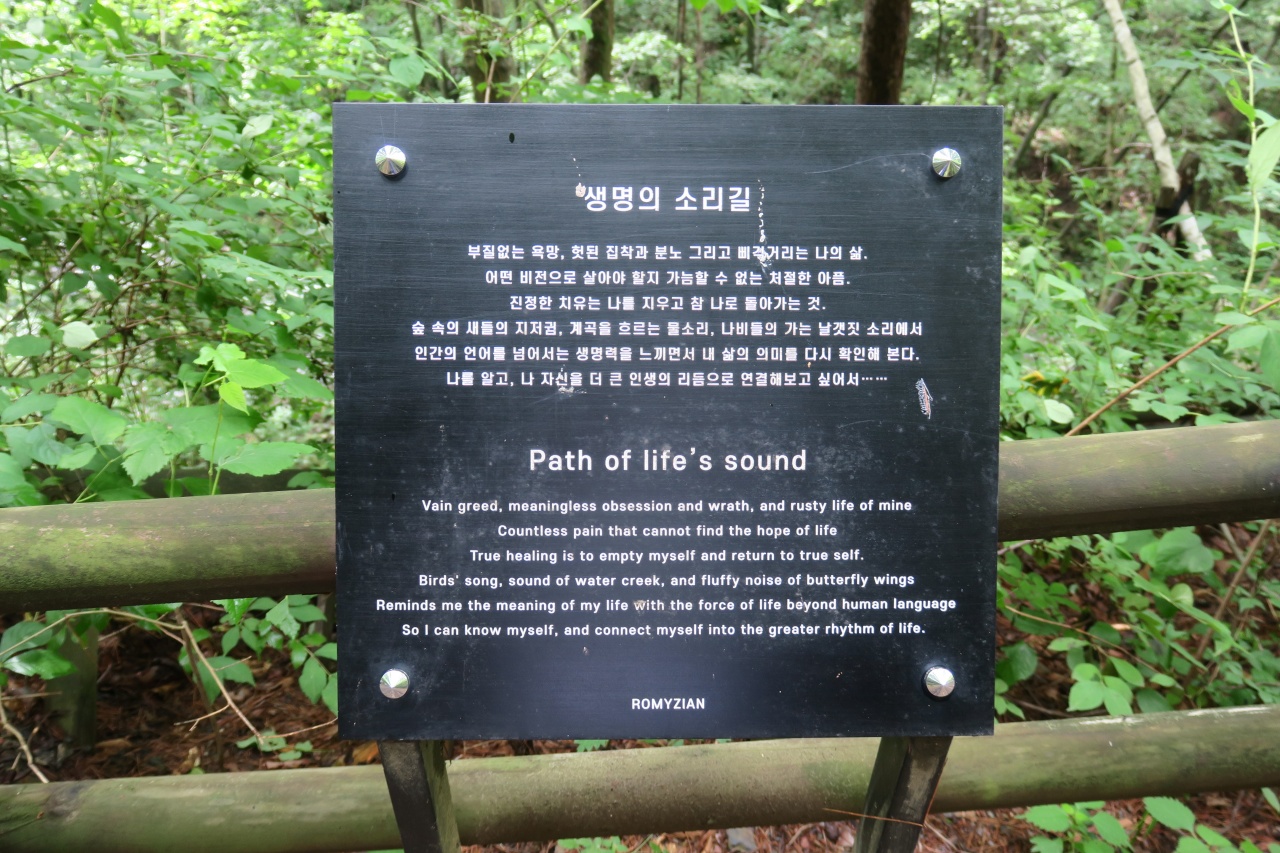 생명의 소리길
부질없는 욕망, 헛된 집착과 분노 그리고 삐걱거리는 나의 삶.
어떤 비전으로 살아야 할지 가늠할 수 없는 처절한 아픔.
진정한 치유는 나를 지우고 참 나로 돌아가는 것.
숲 속의 새들의 지저귐, 계곡을 흐르는 물소리, 나비들의 가는 날갯짓 소리에서
인간의 언어를 넘어서는 생명력을 느끼면서 내 삶의 의미를 다시 확인해 본다.
나를 알고, 나 자신을 더 큰 인생의 리듬으로 연결해보고 싶어서⋯⋯
Path of life’s sound
Vain greed, meaningless obsession and wrath, and rusty life of mine
Countless pain that cannot find the hope of life
True healing is to empty myself and return to true self.
Birds' song, sound of water creek, and fluffy noise of butterfly wings
Reminds me the meaning of my life with the force of life beyond human language
So I can know myself, and connect myself into the greater rhythm of life.
ROMYZIAN